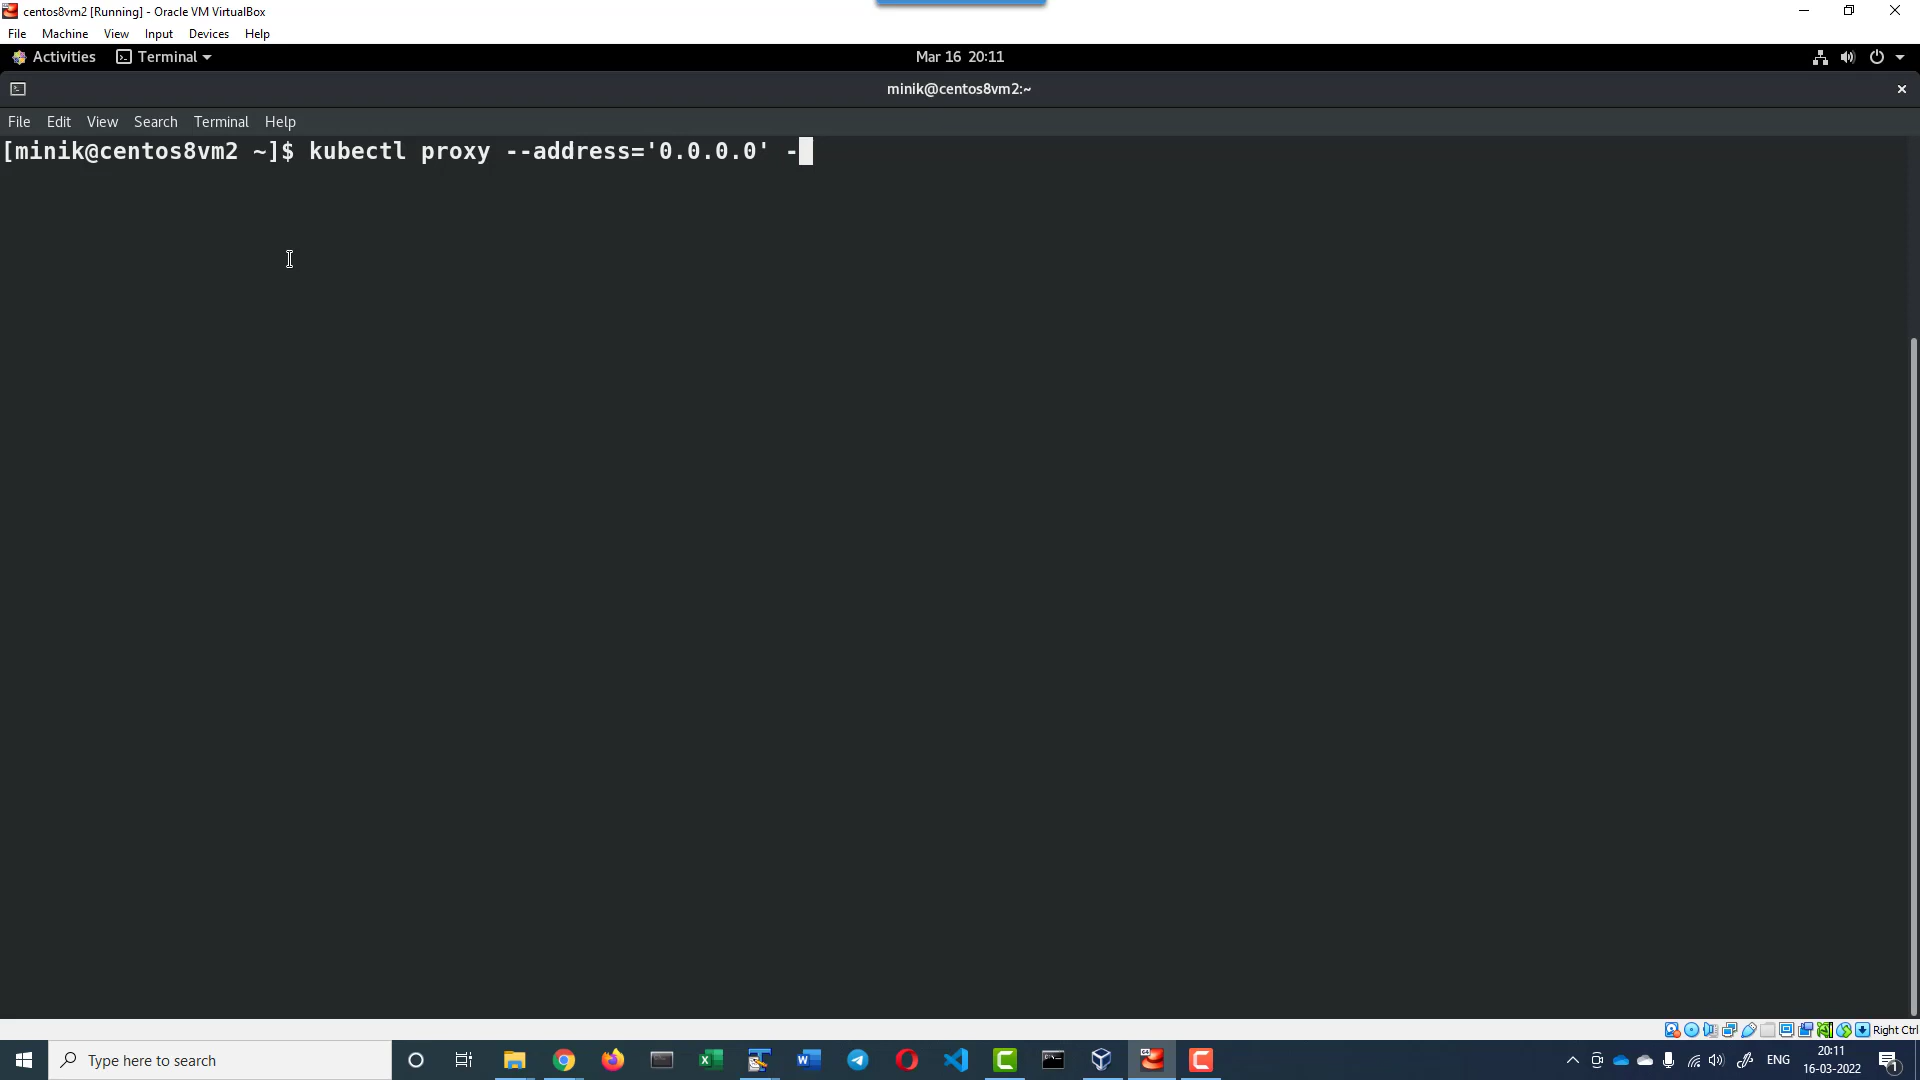 centos8vm2 [Running] - Oracle VM VirtualBox
File Machine View Input Devices Help
Activities Terminal Mar 16 20:11
minik@centos8vm2:~
File Edit View Search Terminal Help
[minik@centos8vm2 ~]$ kubectl proxy --address='0.0.0.0' -
Right Ctrl
Type here to search ENG 20:11
16-03-2022
1